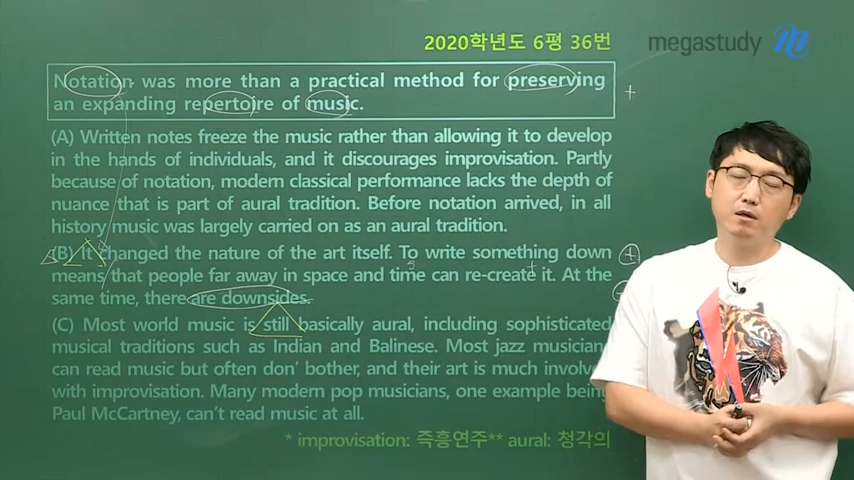 2020학년도 6평 36번
megastudy
Notation was more than a practical method for preserving
an expanding repertoire of music.
(A) Written notes freeze the music rather than allowing it to develop
in the hands of individuals, and it discourages improvisation. Partly
because of notation, modern classical performance lacks the depth of
nuance that is part of aural tradition. Before notation arrived, in all
history music was largely carried on as an aural tradition.
(B) It changed the nature of the art itself. To write something down
means that people far away in space and time can re-create it. At the
same time, there are downsides.
(C) Most world music is still basically aural, including sophisticated
musical traditions such as Indian and Balinese. Most jazz musician
can read music but often don' bother, and their art is much involv
with improvisation. Many modern pop musicians, one example bein
Paul McCartney, can't read music at all.
* improvisation: 즉흥연주** aural: 청각의